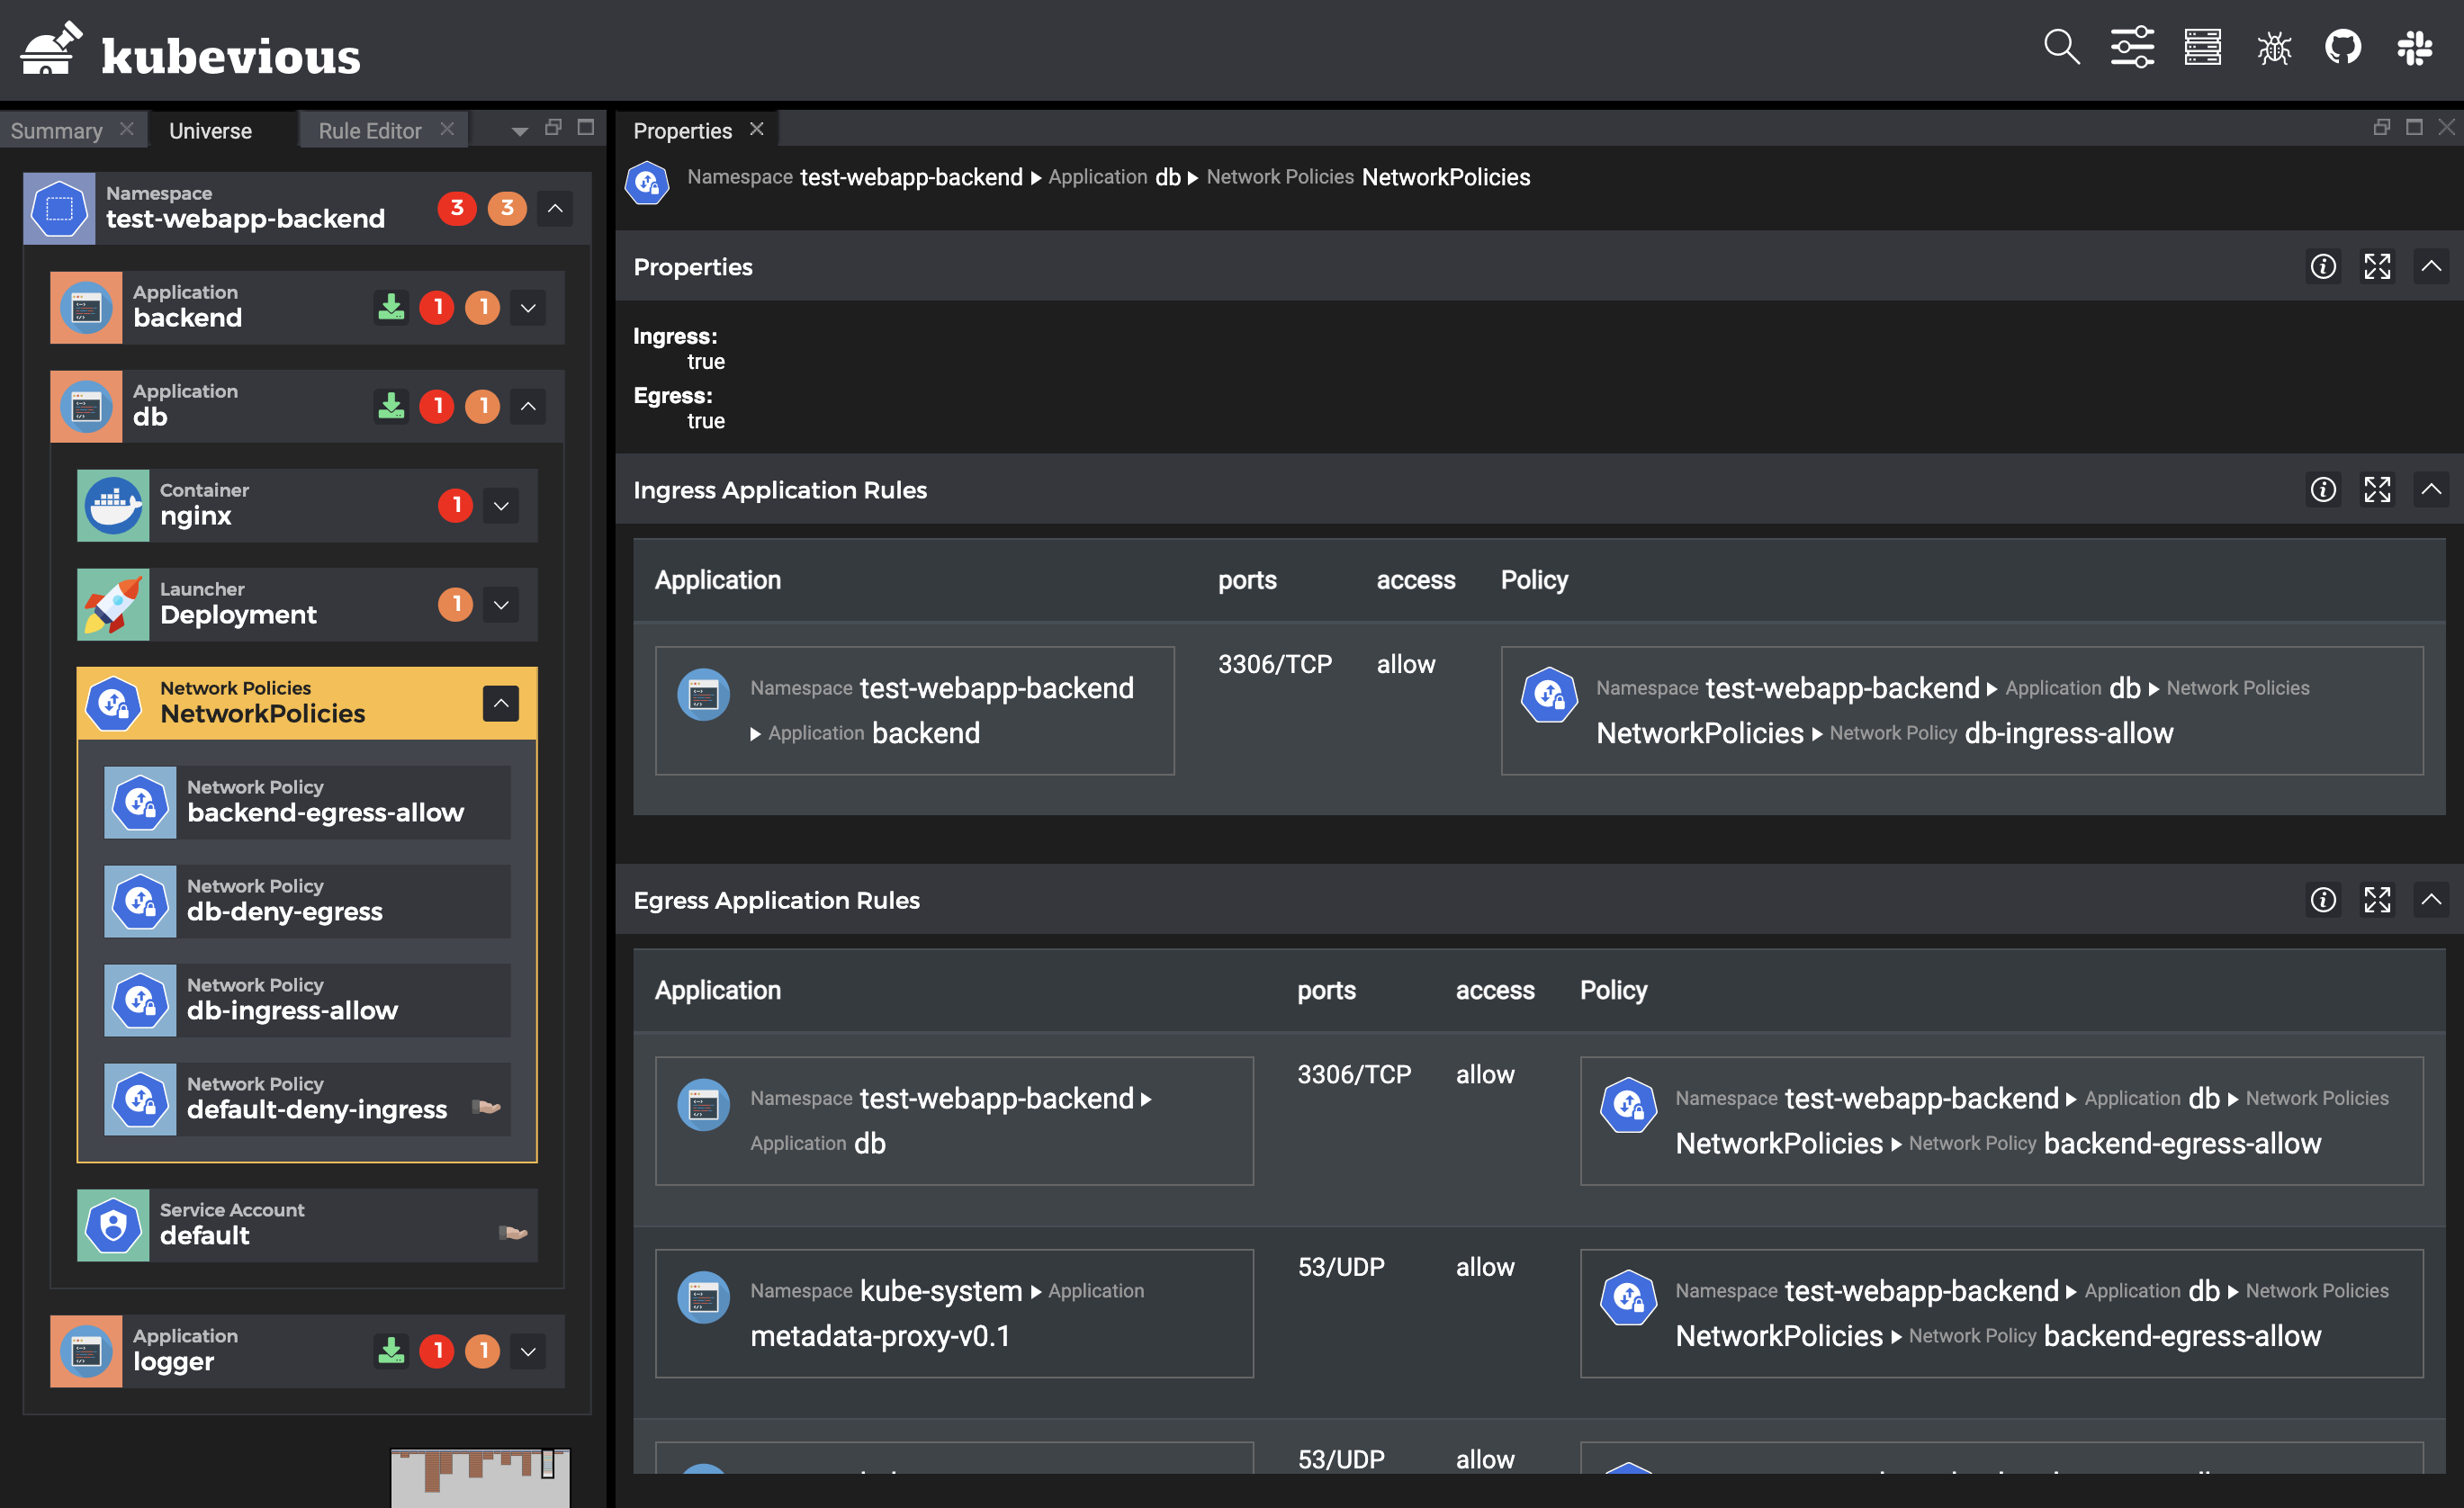 kubevious
Summary
Universe
Rule Editor
Namespace
test-webapp-backend
3
3
Application
backend
1
1
Application
db
1
1
Container
nginx
1
Launcher
Deployment
1
Network Policies
NetworkPolicies
Network Policy
backend-egress-allow
Network Policy
db-deny-egress
Network Policy
db-ingress-allow
Network Policy
default-deny-ingress
Service Account
default
Application
logger
1
1
Properties
Namespace test-webapp-backend Application db Network Policies NetworkPolicies
Properties
Ingress:
true
Egress:
true
Ingress Application Rules
Application ports access Policy
Namespace test-webapp-backend
Application backend
3306/TCP
allow
Namespace test-webapp-backend Application db Network Policies
NetworkPolicies Network Policy db-ingress-allow
Egress Application Rules
Application ports access Policy
Namespace test-webapp-backend
Application db
3306/TCP
allow
Namespace test-webapp-backend Application db Network Policies
NetworkPolicies Network Policy backend-egress-allow
Namespace kube-system Application
metadata-proxy-v0.1
53/UDP
allow
Namespace test-webapp-backend Application db Network Policies
NetworkPolicies Network Policy backend-egress-allow
53/UDP
allow